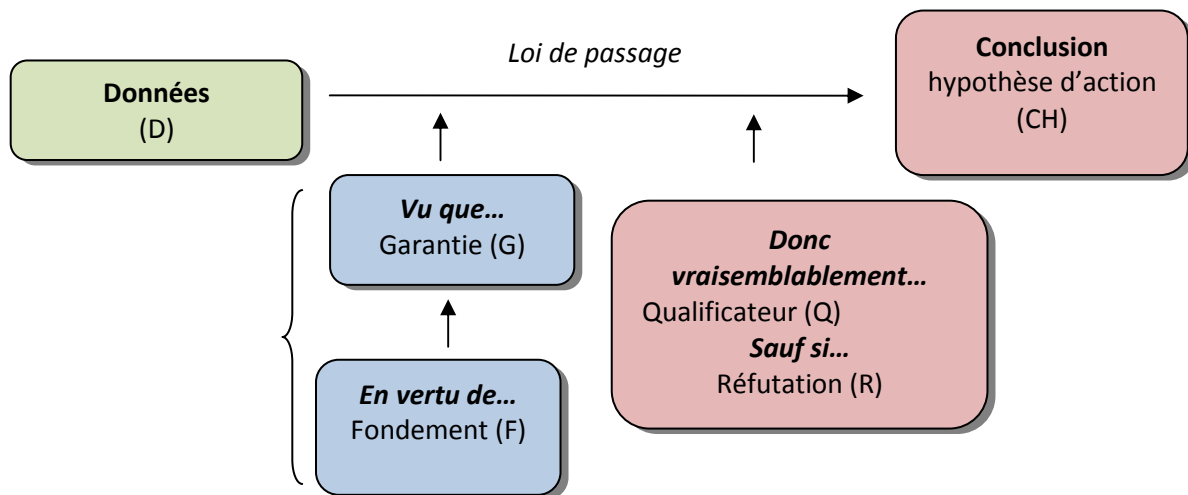 Loi de passage
Données
(D)
Conclusion
hypothèse d’action
(CH)
Vu que…
Garantie (G)
En vertu de…
Fondement (F)
Donc
vraisemblablement…
Qualificateur (Q)
Sauf si…
Réfutation (R)